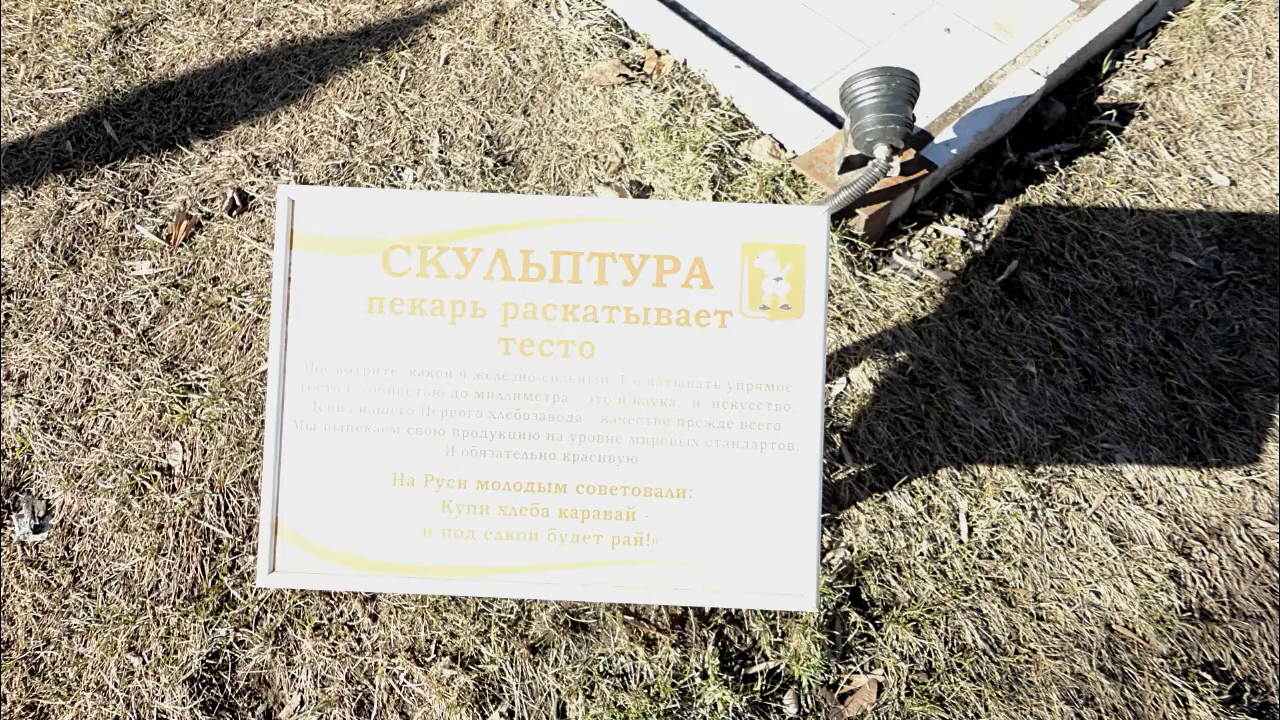 СКУЛЬПТУРА
пекарь раскатывает
тесто
Посмотрите, какой я железно-сильный. Раскатывать упрямое
тесто с точностью до миллиметра - это и наука, и искусство.
Девиз нашего Первого хлебозавода - качество прежде всего
Мы выпекаем свою продукцию на уровне мировых стандартов.
И обязательно красивую
На Руси молодым советовали:
Купи хлеба каравай -
и под елкой будет рай!»